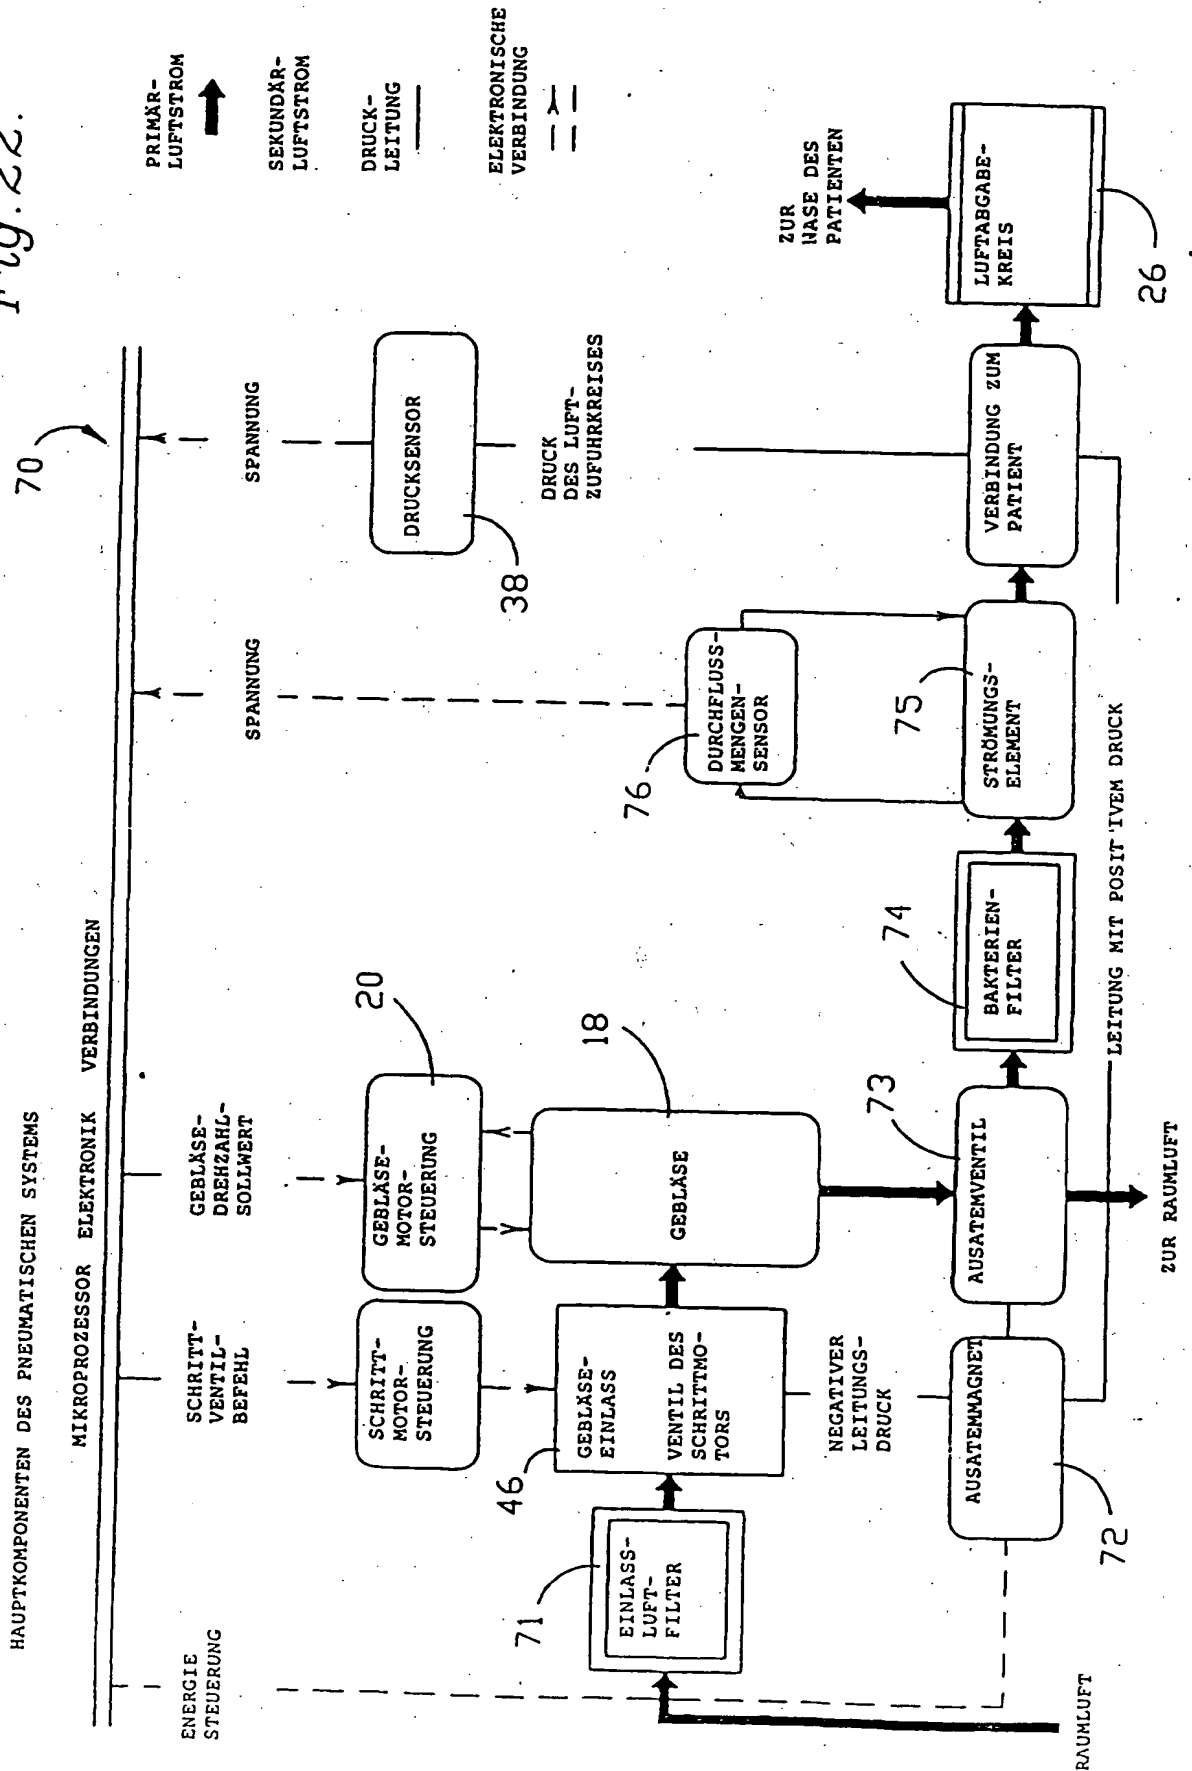 Fig. 22.
HAUPTKOMPONENTEN DES PNEUMATISCHEN SYSTEMS
70
MIKROPROZESSOR ELEKTRONIK VERBINDUNGEN
PRIMÄR-
LUFTSTROM
SEKUNDÄR-
LUFTSTROM
DRUCK-
LEITUNG
ELEKTRONISCHE
VERBINDUNG
ENERGIE
STEUERUNG
SCHRITT-
VENTIL-
BEFEHL
GEBLÄSE-
DREHZAHL-
SOLLWERT
SPANNUNG
SPANNUNG
SCHRITT-
MOTOR-
STEUERUNG
GEBLÄSE-
MOTOR-
STEUERUNG
20
DRUCKSENSOR
38
DRUCK
DES LUFT-
ZUFUHRKREISES
71
EINLASS-
LUFT-
FILTER
46
GEBLÄSE-
EINLASS
VENTIL DES
SCHRITTMO-
TORS
GEBLÄSE
18
76
DURCHFLUSS-
MENGEN-
SENSOR
ZUR
NASE DES
PATIENTEN
NEGATIVER
LEITUNGS-
DRUCK
72
AUSATEMMAGNET
73
AUSATEMVENTIL
74
BAKTERIEN-
FILTER
75
STRÖMUNGS-
ELEMENT
VERBINDUNG ZUM
PATIENT
LUFTABGABE-
KREIS
26
LEITUNG MIT POSIT'IVEM DRUCK
RAUMLUFT
ZUR RAUMLUFT